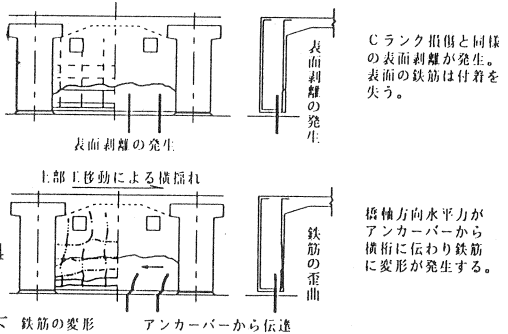 Cランク損傷と同様
の表面剥離が発生。
表面の鉄筋は付着を
失う。
表面剥離の発生
表面剥離の発生
上部工移動による横揺れ
橋軸方向水平力が
アンカーバーから
横桁に伝わり鉄筋
に変形が発生する。
鉄筋の歪曲
鉄筋の変形
アンカーバーから伝達